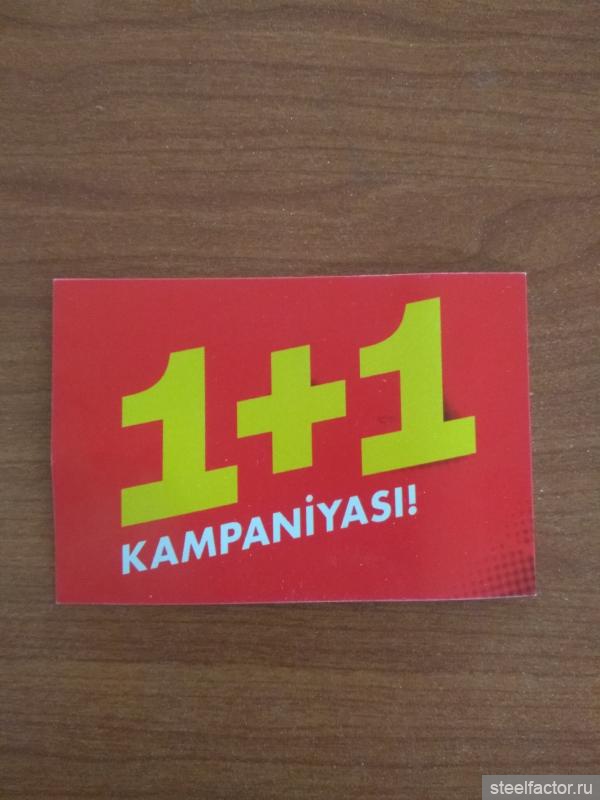 1+1
KAMPANİYASI!
steelfactor.ru